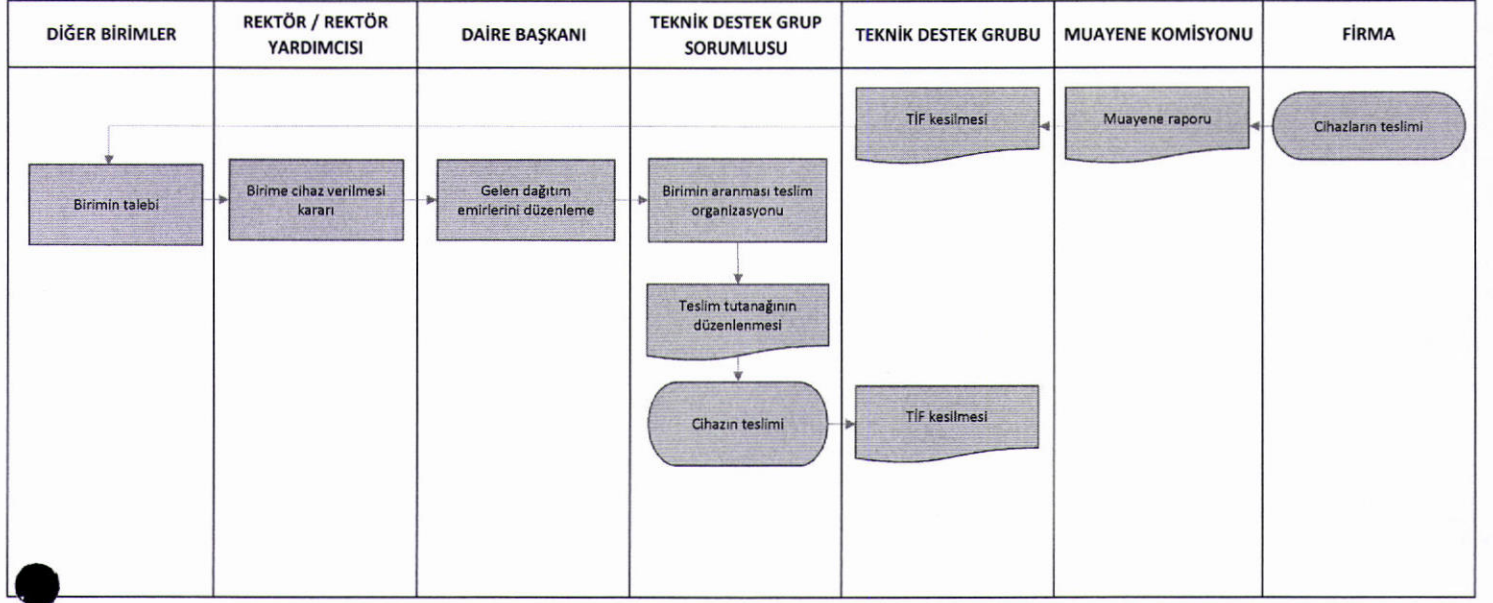 DİĞER BİRİMLER
REKTÖR / REKTÖR
YARDIMCISI
DAİRE BAŞKANI
TEKNİK DESTEK GRUP
SORUMLUSU
TEKNİK DESTEK GRUBU
MUAYENE KOMİSYONU
FİRMA
TİF kesilmesi
Muayene raporu
Cihazların teslimi
Birimin talebi
Birime cihaz verilmesi
kararı
Gelen dağıtım
emirlerini düzenleme
Birimin aranması teslim
organizasyonu
Teslim tutanağının
düzenlenmesi
Cihazın teslimi
TİF kesilmesi